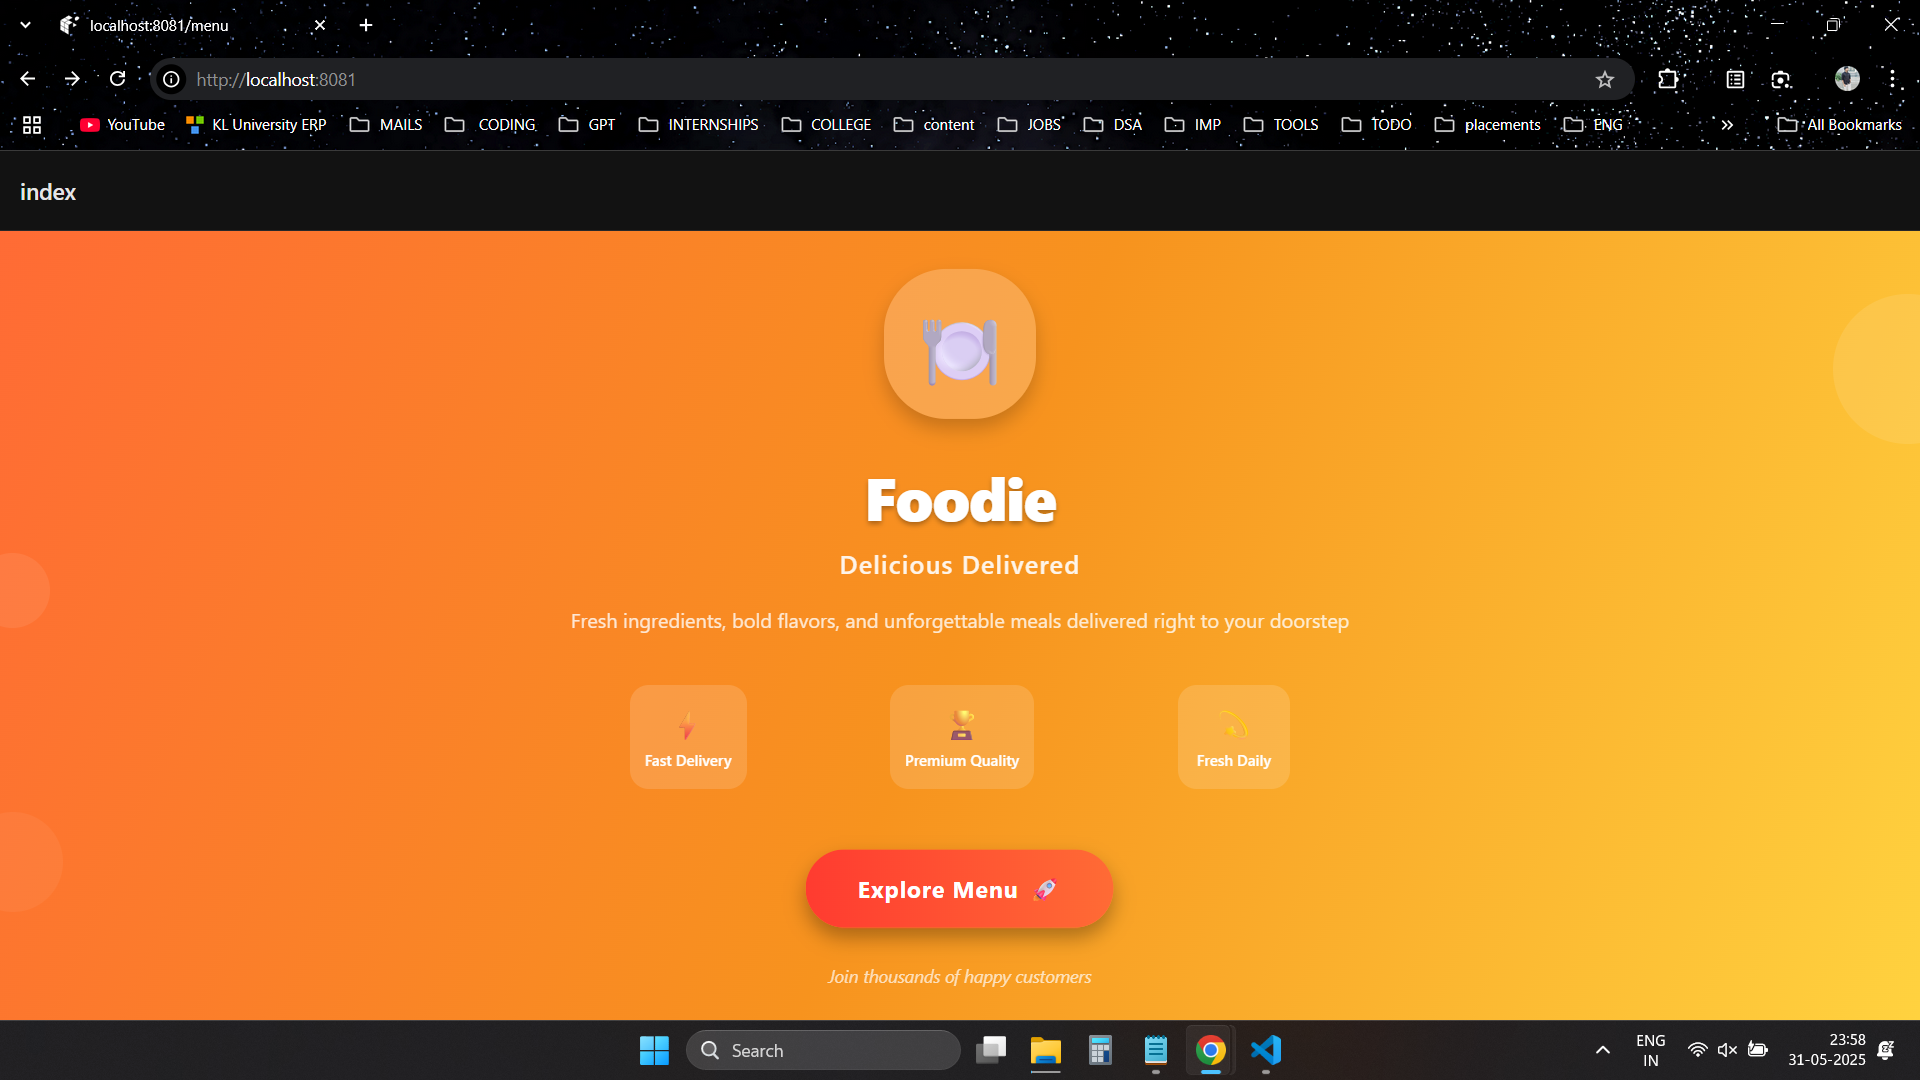 localhost:8081/menu
http://localhost:8081
YouTube KL University ERP MAILS CODING GPT INTERNSHIPS COLLEGE content JOBS DSA IMP TOOLS TODO placements ENG » All Bookmarks
index
Foodie
Delicious Delivered
Fresh ingredients, bold flavors, and unforgettable meals delivered right to your doorstep
Fast Delivery Premium Quality Fresh Daily
Explore Menu 🚀
Join thousands of happy customers
Search
ENG
IN
23:58
31-05-2025